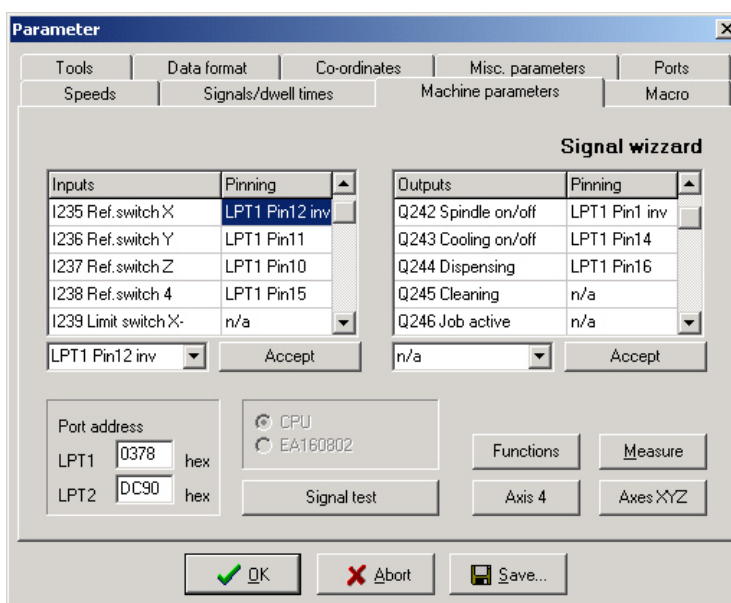 Parameter
Tools Data format Co-ordinates Misc. parameters Ports
Speeds Signals/dwell times Machine parameters Macro
Signal wizzard
Inputs Pinning Outputs Pinning
I235 Ref.switch X LPT1 Pin12 inv Q242 Spindle on/off LPT1 Pin1 inv
I236 Ref.switch Y LPT1 Pin11 Q243 Cooling on/off LPT1 Pin14
I237 Ref.switch Z LPT1 Pin10 Q244 Dispensing LPT1 Pin16
I238 Ref.switch 4 LPT1 Pin15 Q245 Cleaning n/a
I239 Limit switch X- n/a Q246 Job active n/a
LPT1 Pin12 inv Accept n/a Accept
Port address CPU
LPT1 0378 hex EA160802 Functions Measure
LPT2 DC90 hex Signal test Axis 4 Axes XYZ
OK Abort Save...